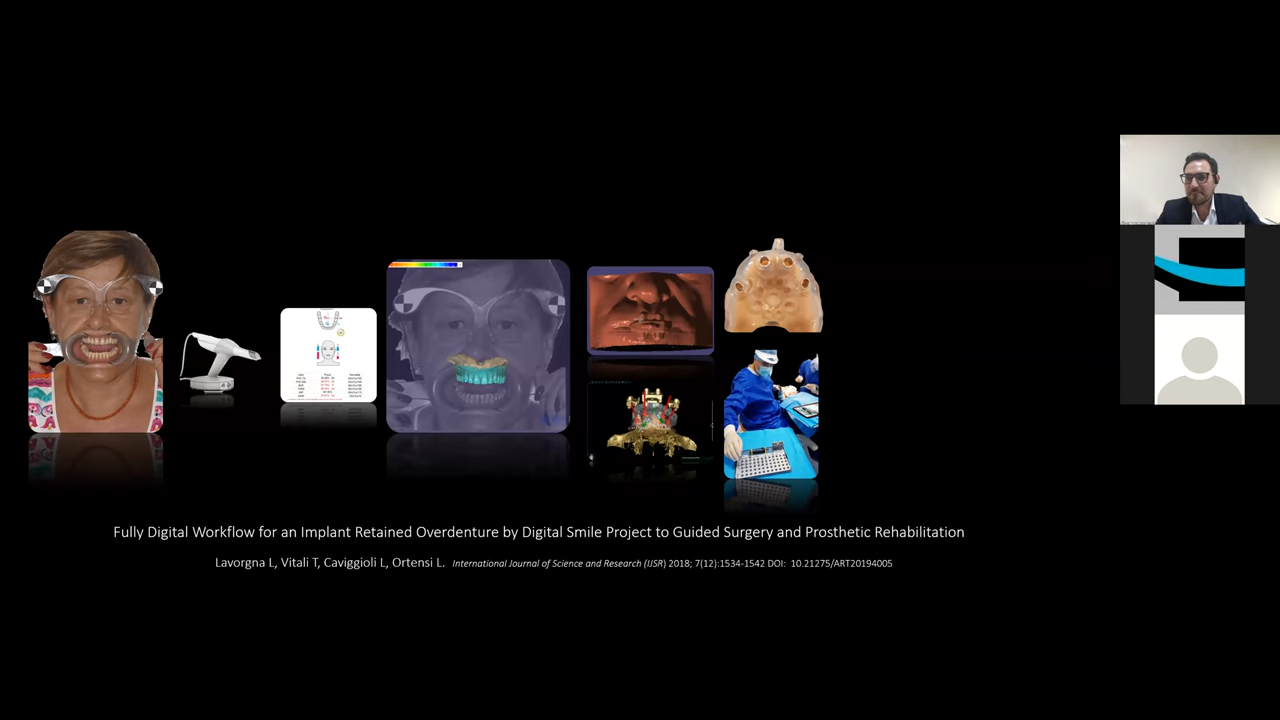 Fully Digital Workflow for an Implant Retained Overdenture by Digital Smile Project to Guided Surgery and Prosthetic Rehabilitation
Lavorgna L, Vitali T, Caviggioli L, Ortensi L. International Journal of Science and Research (IJSR) 2018; 7(12):1534-1542 DOI: 10.21275/ART20194005